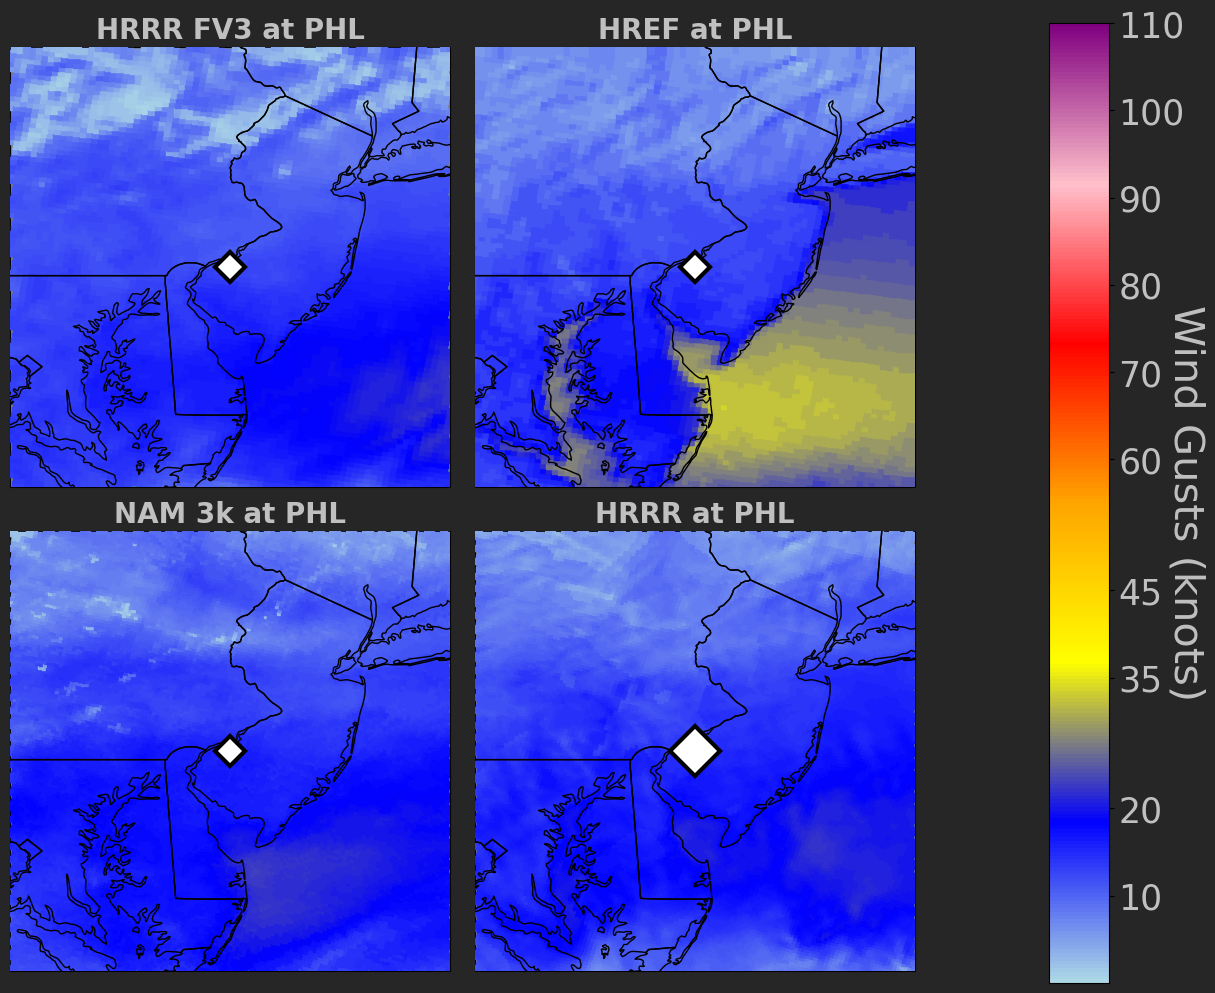 HRRR FV3 at PHL
HREF at PHL
NAM 3k at PHL
HRRR at PHL
110
100
90
80
70
60
45
35
20
10
Wind Gusts (knots)